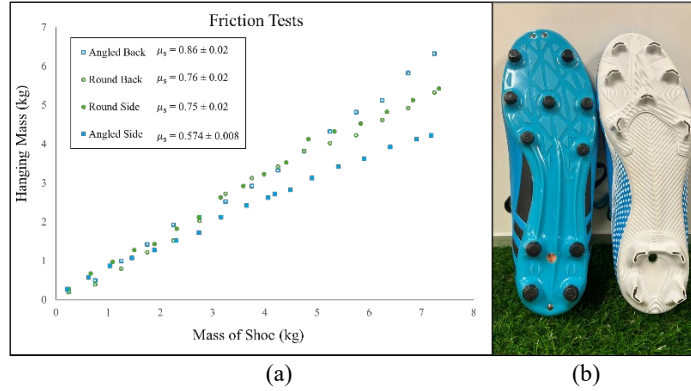 Friction Tests
Angled Back μs = 0.86 ± 0.02
Round Back μs = 0.76 ± 0.02
Round Side μs = 0.75 ± 0.02
Angled Side μs = 0.574 ± 0.008
Hanging Mass (kg)
7
6
5
4
3
2
1
0
0 1 2 3 4 5 6 7 8
Mass of Shoe (kg)
(a) (b)